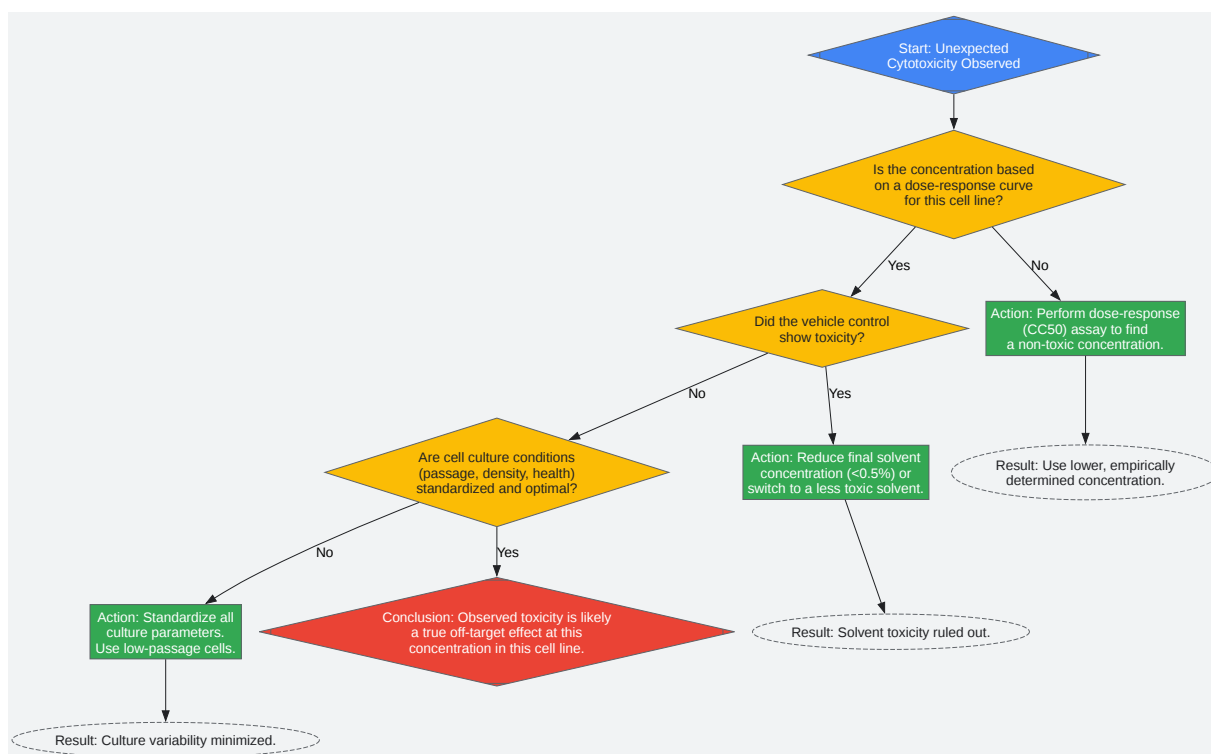 Start: Unexpected
Cytotoxicity Observed
Is the concentration based
on a dose-response curve
for this cell line?
Yes
No
Did the vehicle control
show toxicity?
Action: Perform dose-response
(CC50) assay to find
a non-toxic concentration.
No
Yes
Are cell culture conditions
(passage, density, health)
standardized and optimal?
Action: Reduce final solvent
concentration (<0.5%) or
switch to a less toxic solvent.
Result: Use lower, empirically
determined concentration.
No
Yes
Action: Standardize all
culture parameters.
Use low-passage cells.
Conclusion: Observed toxicity is likely
a true off-target effect at this
concentration in this cell line.
Result: Solvent toxicity ruled out.
Result: Culture variability minimized.